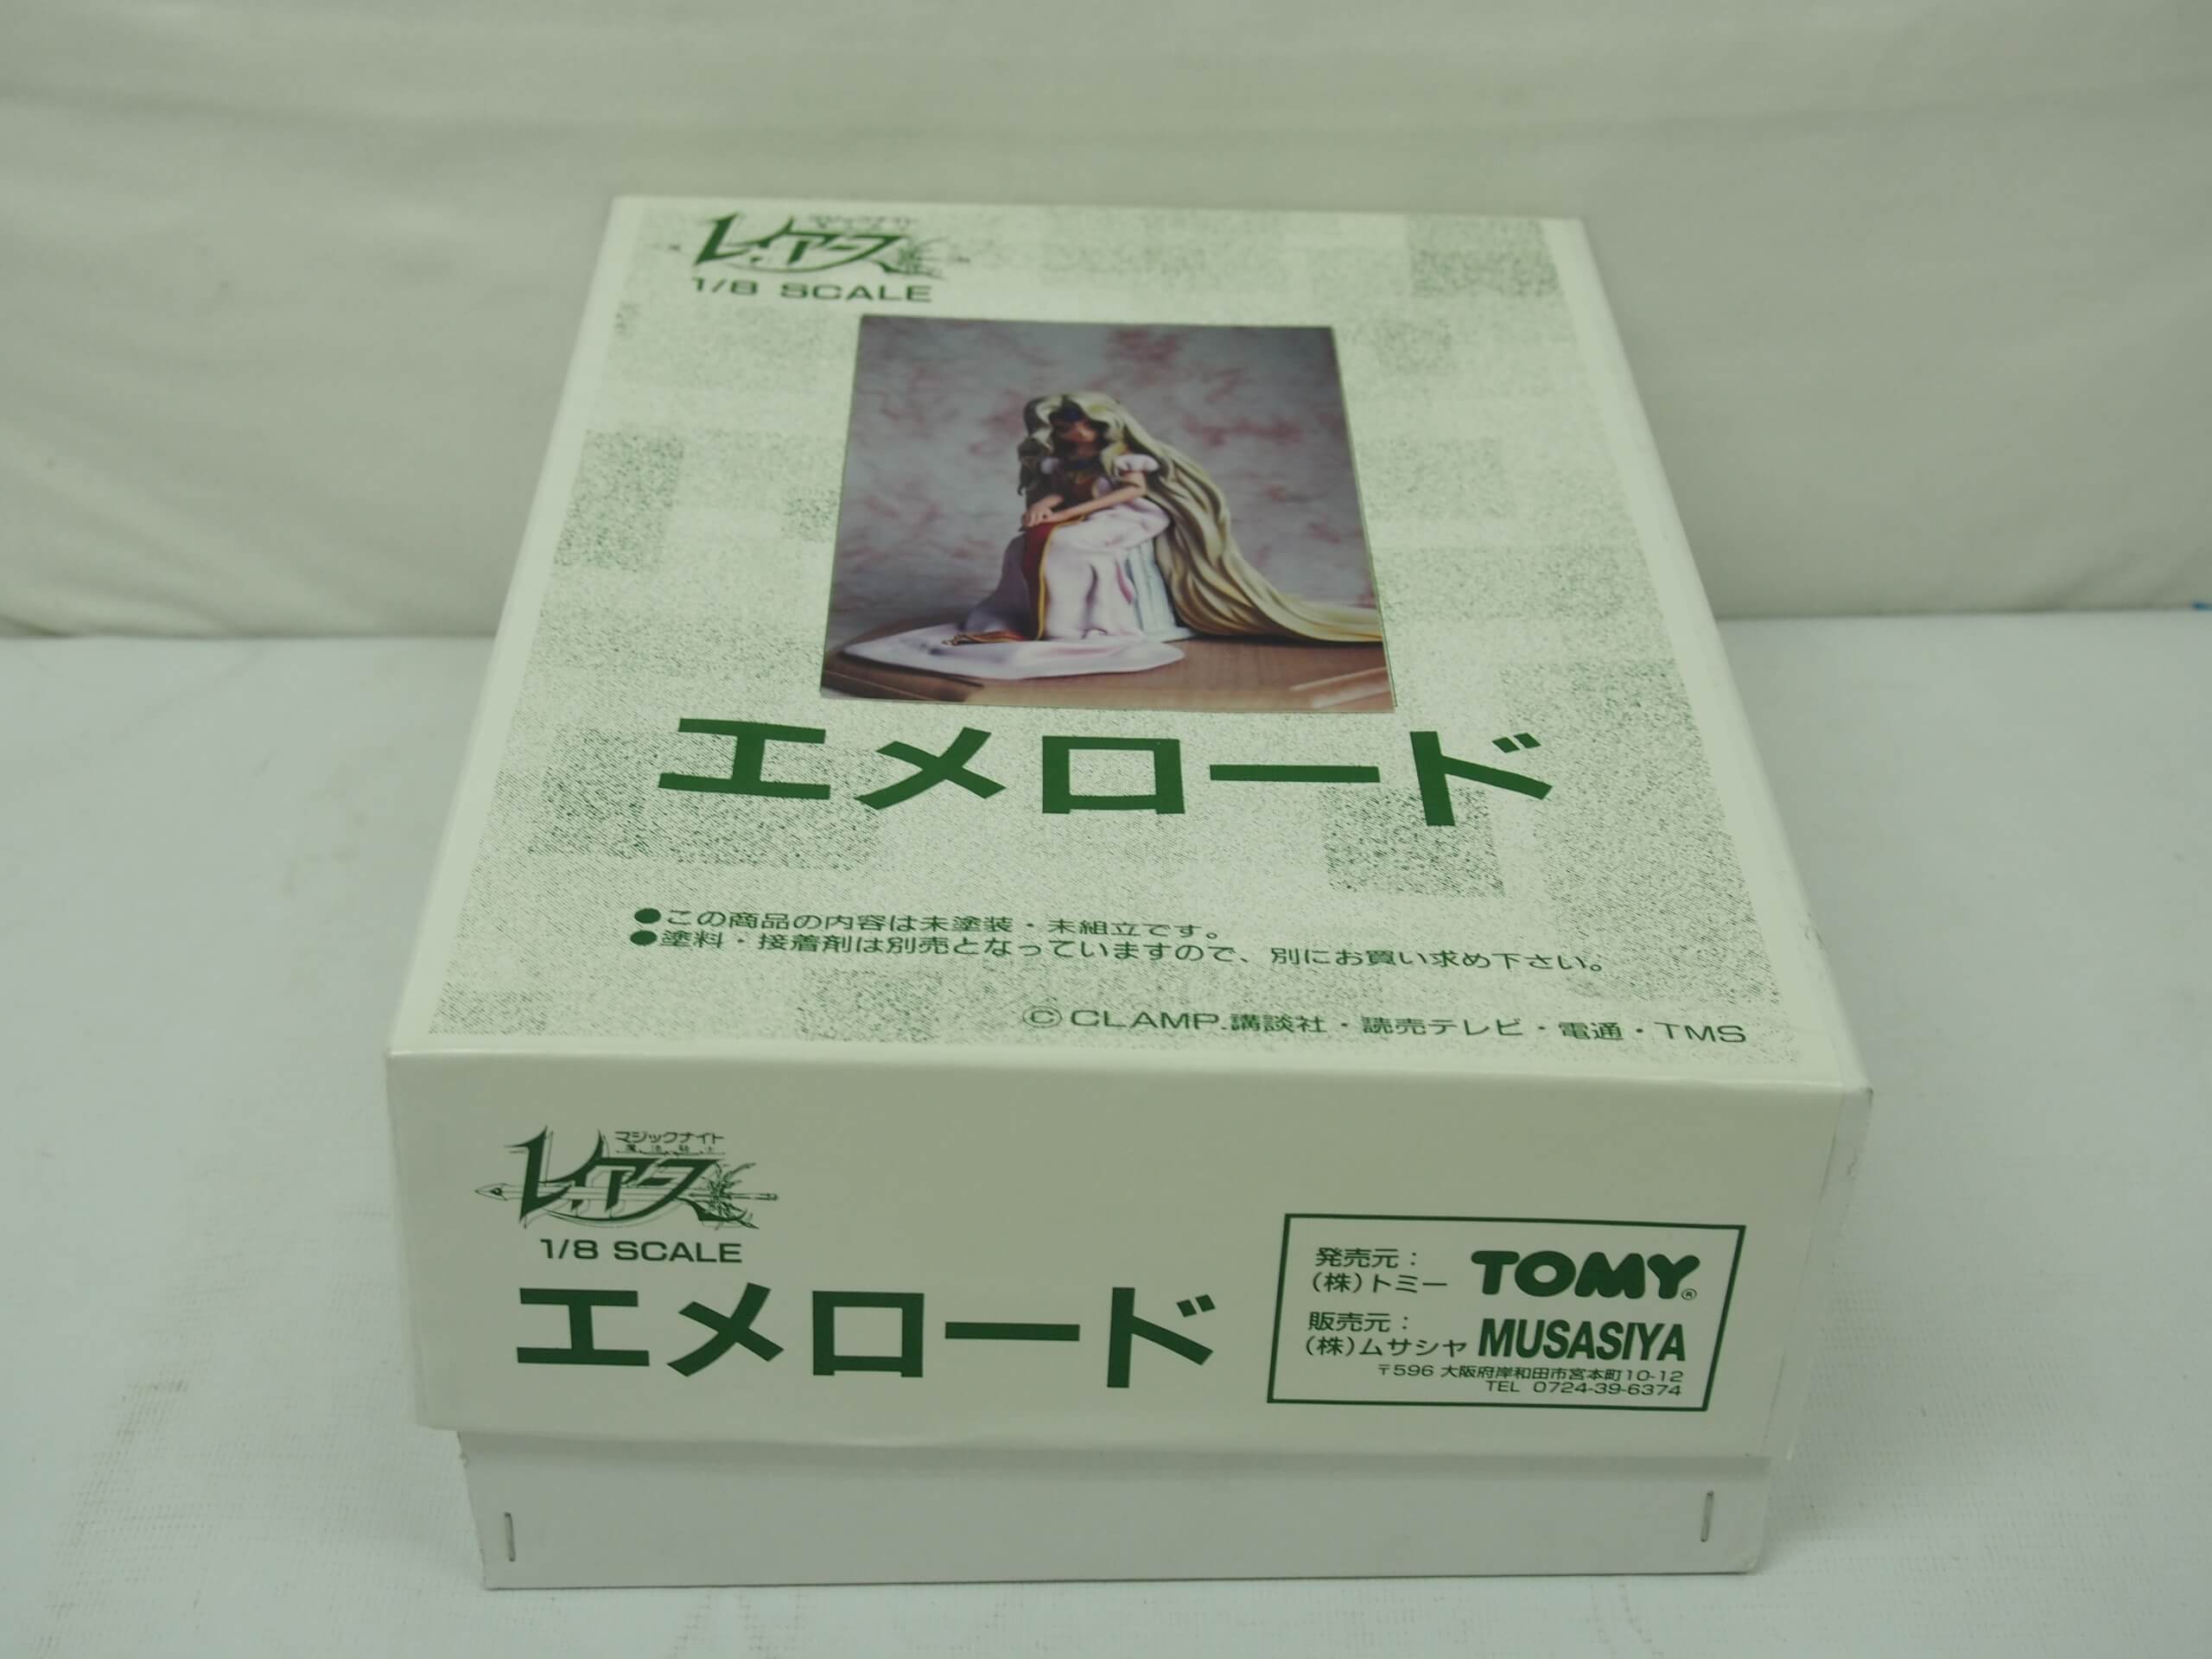 マジックナイト
レイアース
1/8 SCALE
エメロード
●この商品の内容は未塗装・未組立です。
●塗料・接着剤は別売となっていますので、別にお買い求め下さい。
©CLAMP.講談社・読売テレビ・電通・TMS
マジックナイト
魔法騎士
レイアース
1/8 SCALE
エメロード
発売元：
(株)トミー TOMY®
販売元：
(株)ムサシヤ MUSASIYA
〒596 大阪府岸和田市宮本町10-12
TEL 0724-39-6374